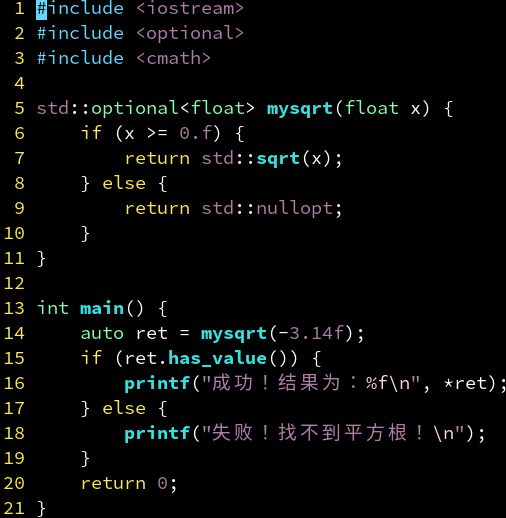 1 #include <iostream>
2 #include <optional>
3 #include <cmath>
4
5 std::optional<float> mysqrt(float x) {
6     if (x >= 0.f) {
7         return std::sqrt(x);
8     } else {
9         return std::nullopt;
10     }
11 }
12
13 int main() {
14     auto ret = mysqrt(-3.14f);
15     if (ret.has_value()) {
16         printf("成功！结果为：%f\n", *ret);
17     } else {
18         printf("失败！找不到平方根！\n");
19     }
20     return 0;
21 }